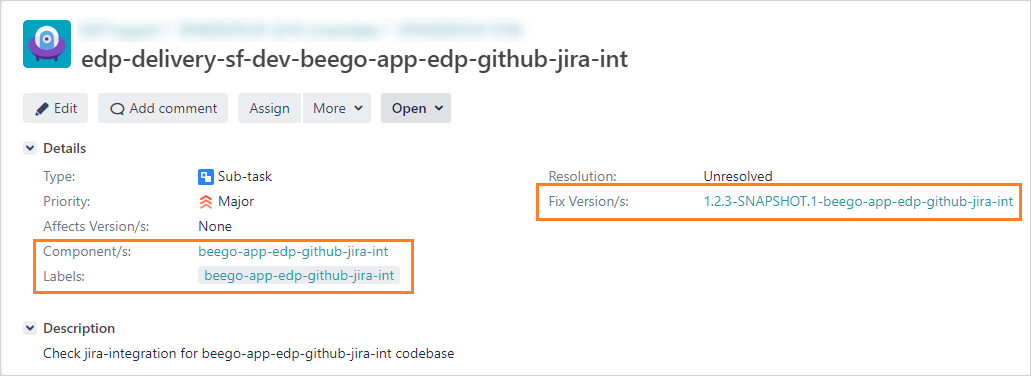 edp-delivery-sf-dev-beego-app-edp-github-jira-int
Edit Add comment Assign More Open
Details
Type: Sub-task Resolution: Unresolved
Priority: Major Fix Version/s: 1.2.3-SNAPSHOT.1-beego-app-edp-github-jira-int
Affects Version/s: None
Component/s: beego-app-edp-github-jira-int
Labels: beego-app-edp-github-jira-int
Description
Check jira-integration for beego-app-edp-github-jira-int codebase